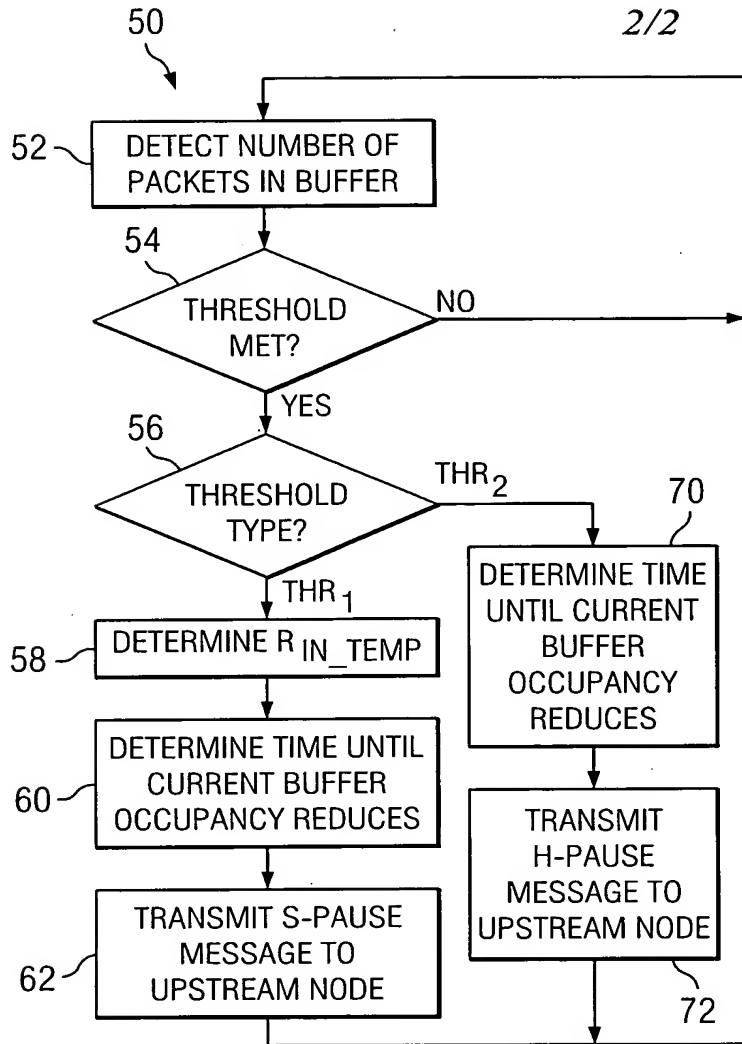 50
2/2
52
DETECT NUMBER OF
PACKETS IN BUFFER
54
THRESHOLD
MET?
NO
YES
56
THRESHOLD
TYPE?
THR2
THR1
70
DETERMINE TIME
UNTIL CURRENT
BUFFER
OCCUPANCY
REDUCES
58
DETERMINE R IN_TEMP
60
DETERMINE TIME UNTIL
CURRENT BUFFER
OCCUPANCY REDUCES
TRANSMIT
H-PAUSE
MESSAGE TO
UPSTREAM NODE
72
62
TRANSMIT S-PAUSE
MESSAGE TO
UPSTREAM NODE